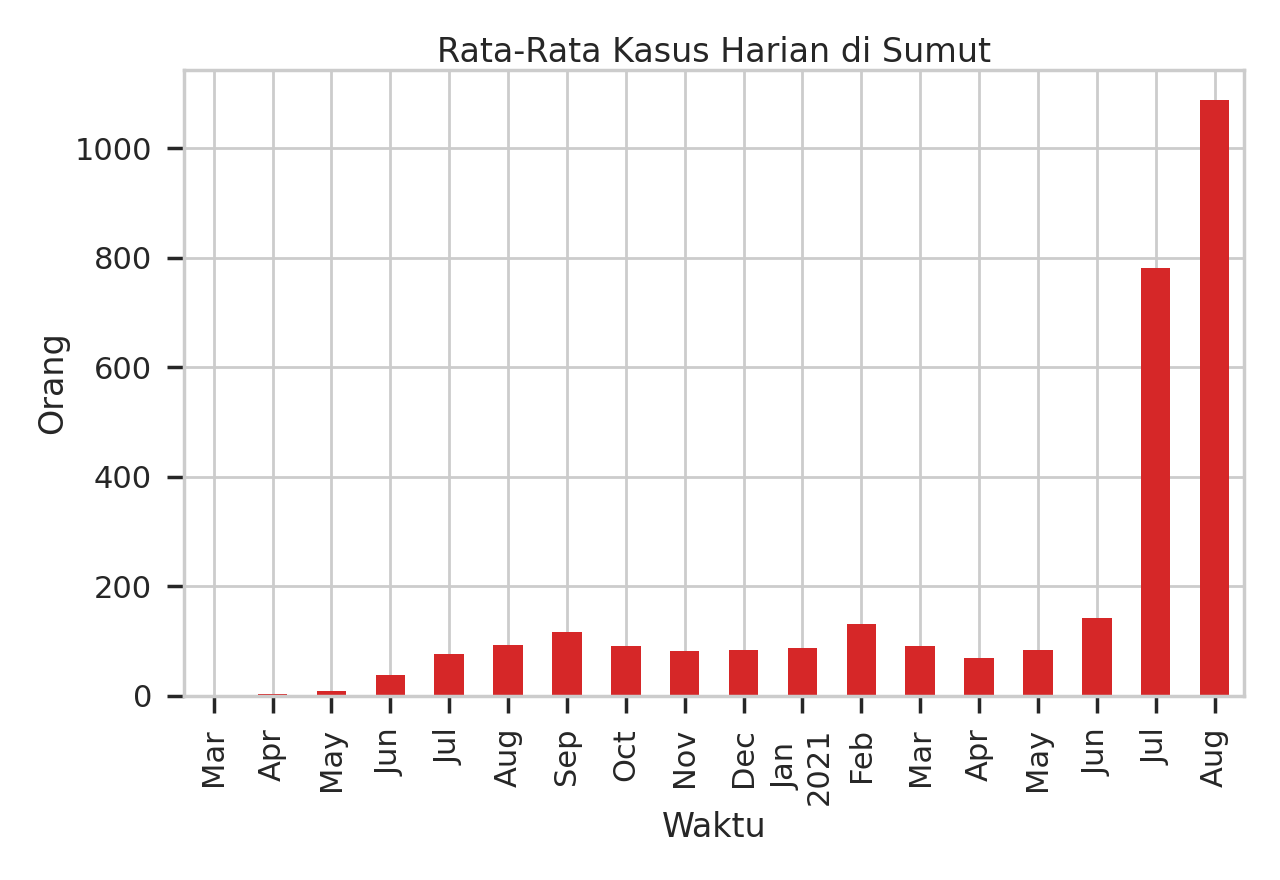 Rata-Rata Kasus Harian di Sumut
Orang
1000
800
600
400
200
0
Mar
Apr
May
Jun
Jul
Aug
Sep
Oct
Nov
Dec
Jan
2021
Feb
Mar
Apr
May
Jun
Jul
Aug
Waktu